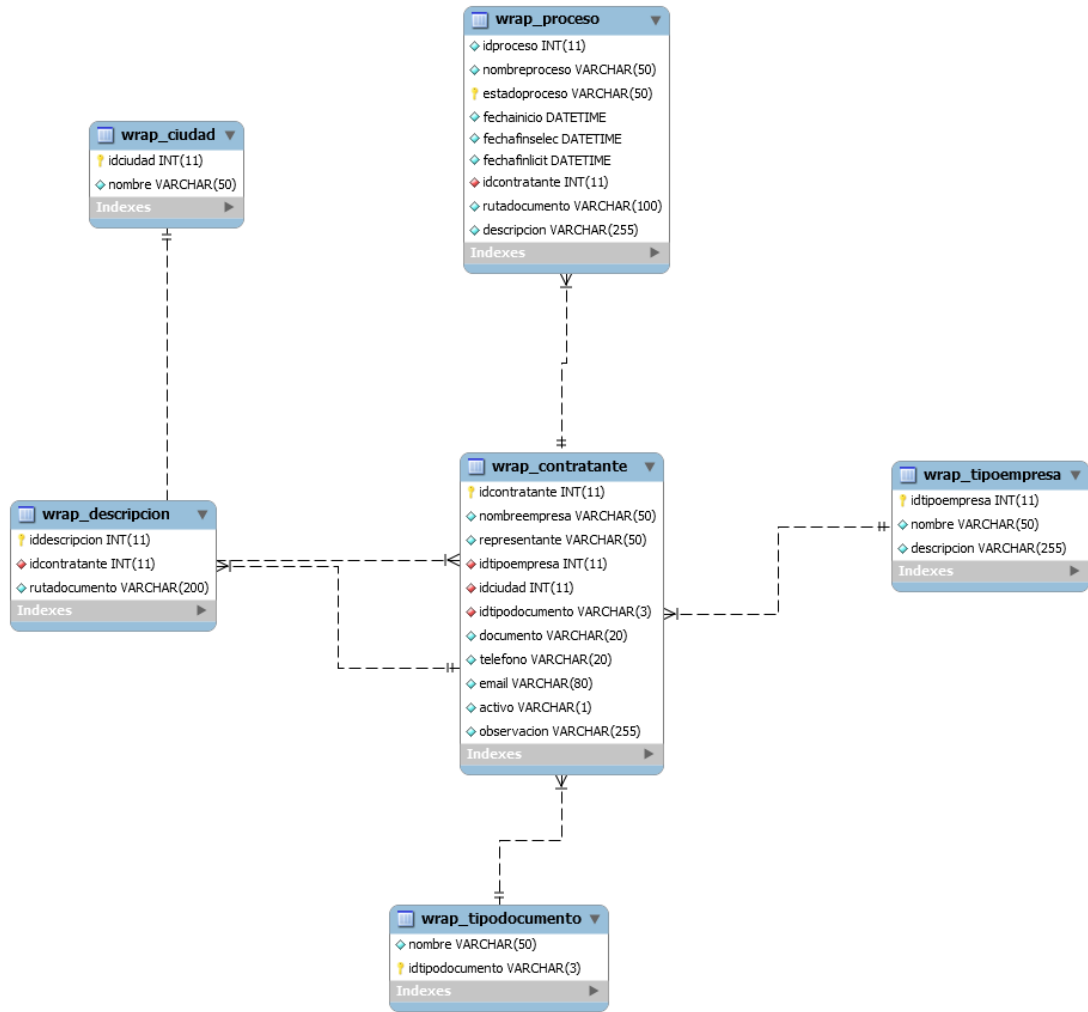 wrap_proceso
idproceso INT(11)
nombreproceso VARCHAR(50)
estadoproceso VARCHAR(50)
fechainicio DATETIME
fechafinselec DATETIME
fechafinlicit DATETIME
idcontratante INT(11)
rutadocumento VARCHAR(100)
descripcion VARCHAR(255)
Indexes
wrap_ciudad
idciudad INT(11)
nombre VARCHAR(50)
Indexes
wrap_descripcion
iddescripcion INT(11)
idcontratante INT(11)
rutadocumento VARCHAR(200)
Indexes
wrap_contratante
idcontratante INT(11)
nombreempresa VARCHAR(50)
representante VARCHAR(50)
idtipoempresa INT(11)
idciudad INT(11)
idtipodocumento VARCHAR(3)
documento VARCHAR(20)
telefono VARCHAR(20)
email VARCHAR(80)
activo VARCHAR(1)
observacion VARCHAR(255)
Indexes
wrap_tipoempresa
idtipoempresa INT(11)
nombre VARCHAR(50)
descripcion VARCHAR(255)
Indexes
wrap_tipodocumento
nombre VARCHAR(50)
idtipodocumento VARCHAR(3)
Indexes